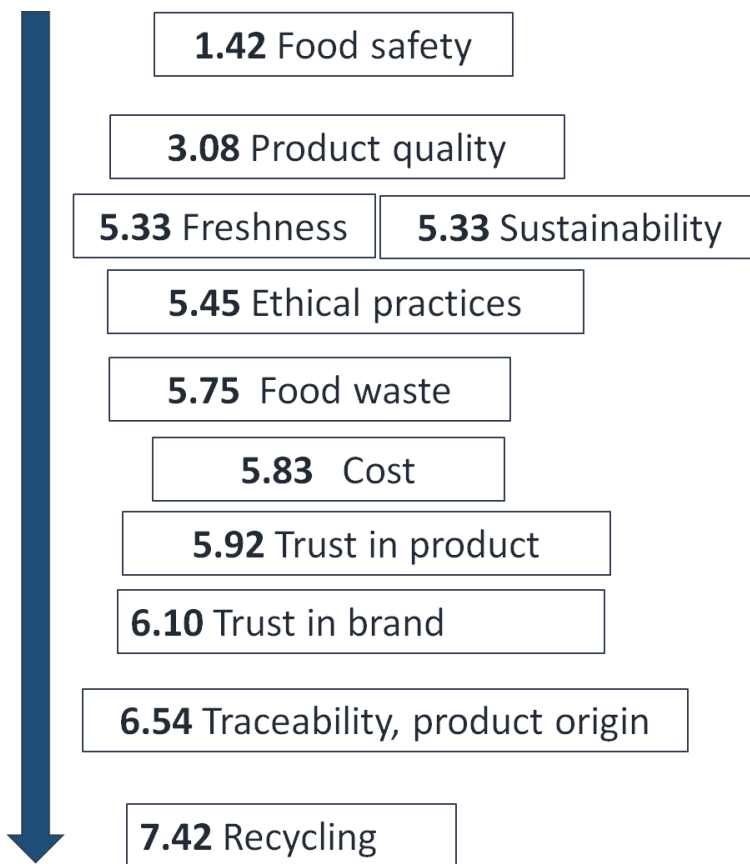 1.42 Food safety
3.08 Product quality
5.33 Freshness
5.33 Sustainability
5.45 Ethical practices
5.75 Food waste
5.83 Cost
5.92 Trust in product
6.10 Trust in brand
6.54 Traceability, product origin
7.42 Recycling